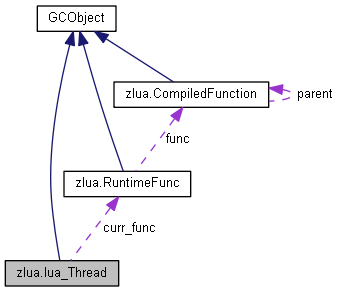 GCObject
zlua.CompiledFunction
parent
func
zlua.RuntimeFunc
curr_func
zlua.lua_Thread